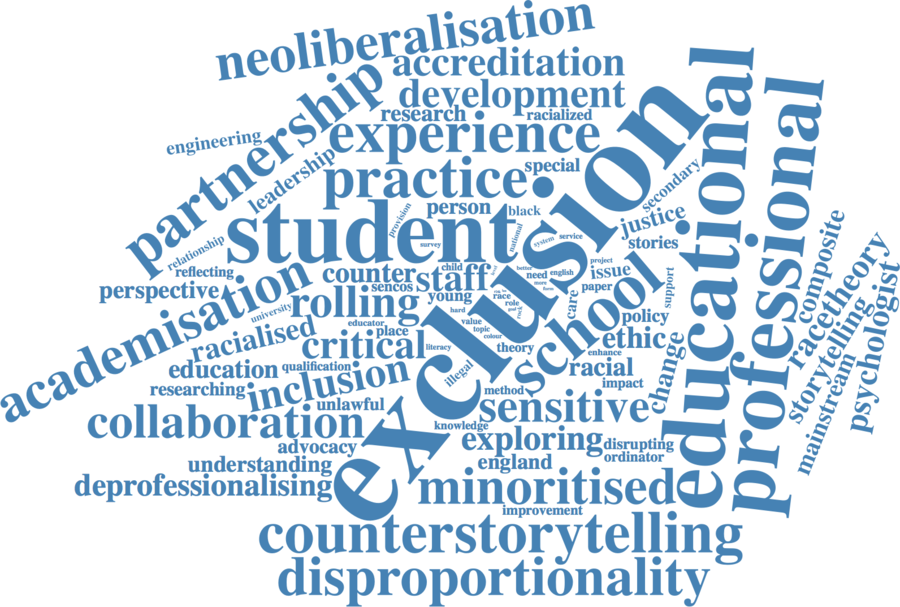 neoliberalisation
accreditation
partnership
development
research
racialized
engineering
experience
leadership
special
practice
secondary
educational
professional
provision
person
black
student
national
justice
relationship
survey
system
service
stories
composite
reflecting
counter
staff
child
better
need
english
project
issue
exclusion
perspective
sencos
young
race
more
paper
support
racetheory
academisation
rolling
role
care
school
policy
psychologist
university
hard
value
educator
place
topic
colour
racialised
critical
literacy
theory
ethic
enhance
storytelling
education
qualification
illegal
racial
change
mainstream
researching
inclusion
method
impact
unlawful
sensitive
collaboration
knowledge
advocacy
exploring
disrupting
understanding
england
ordinator
deprofessionalising
minoritised
improvement
counterstorytelling
disproportionality